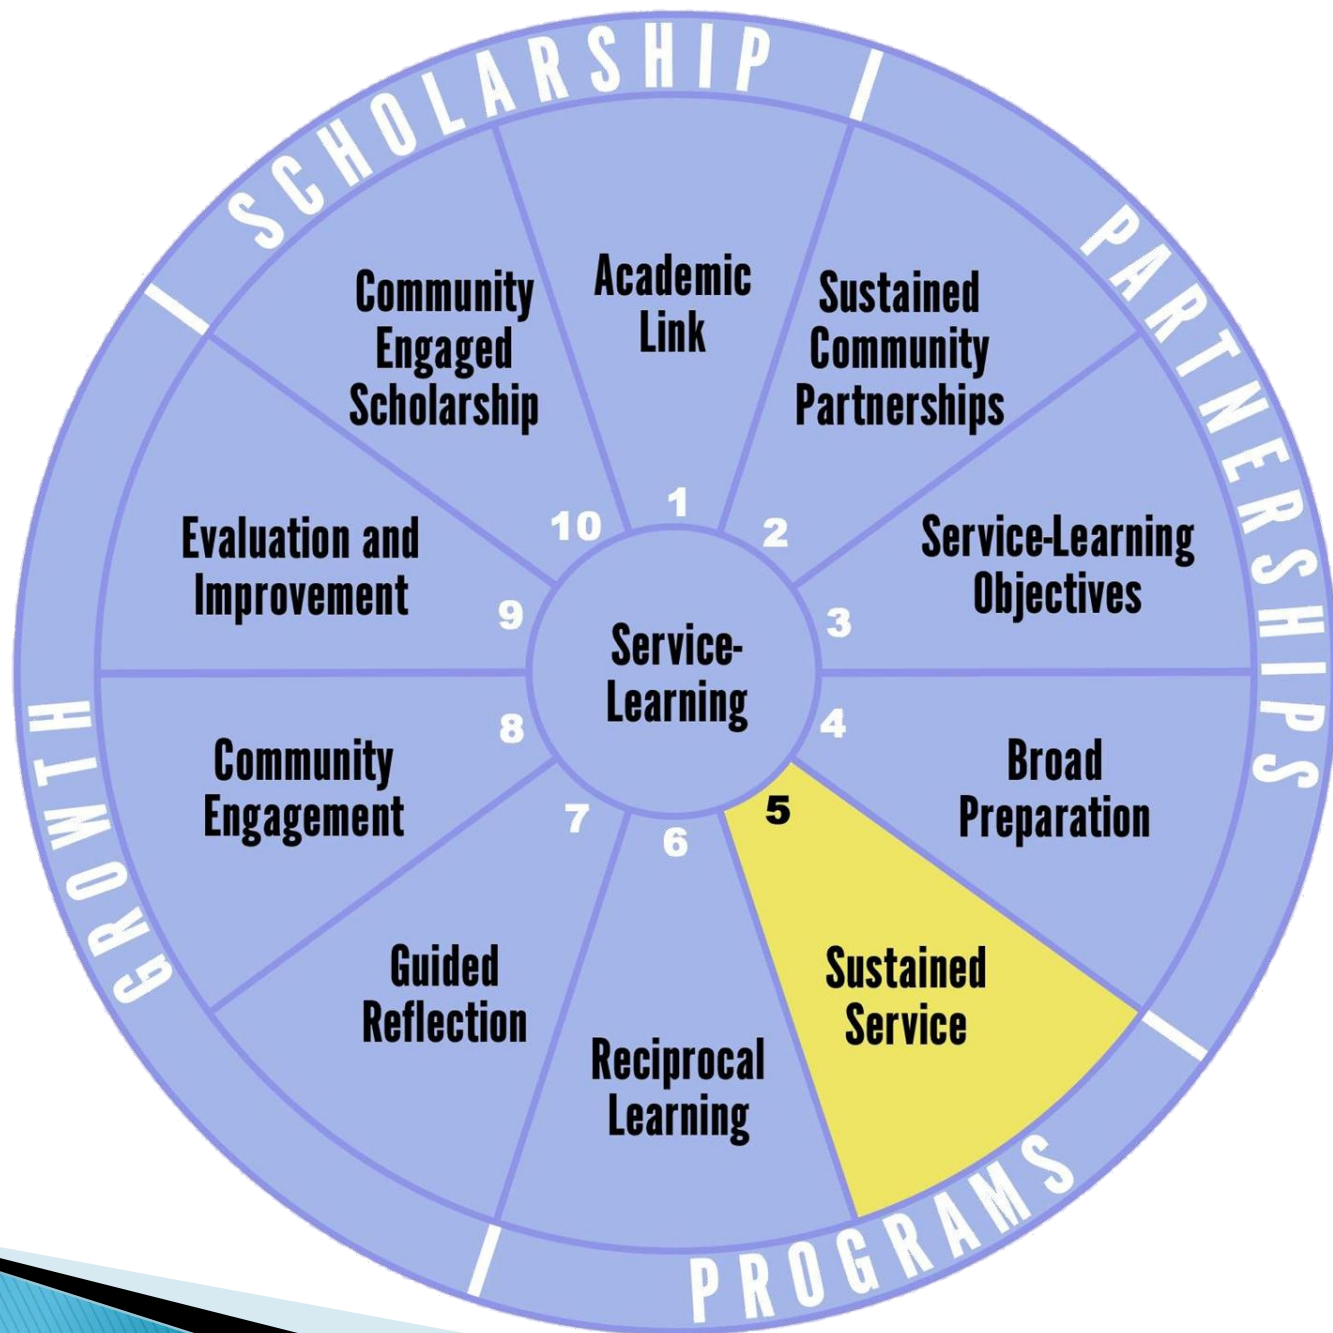 SCHOLARSHIP
PARTNERSHIPS
PROGRAMS
GROWTH
Service-
Learning
1
Academic
Link
2
Sustained
Community
Partnerships
3
Service-Learning
Objectives
4
Broad
Preparation
5
Sustained
Service
6
Reciprocal
Learning
7
Guided
Reflection
8
Community
Engagement
9
Evaluation and
Improvement
10
Community
Engaged
Scholarship